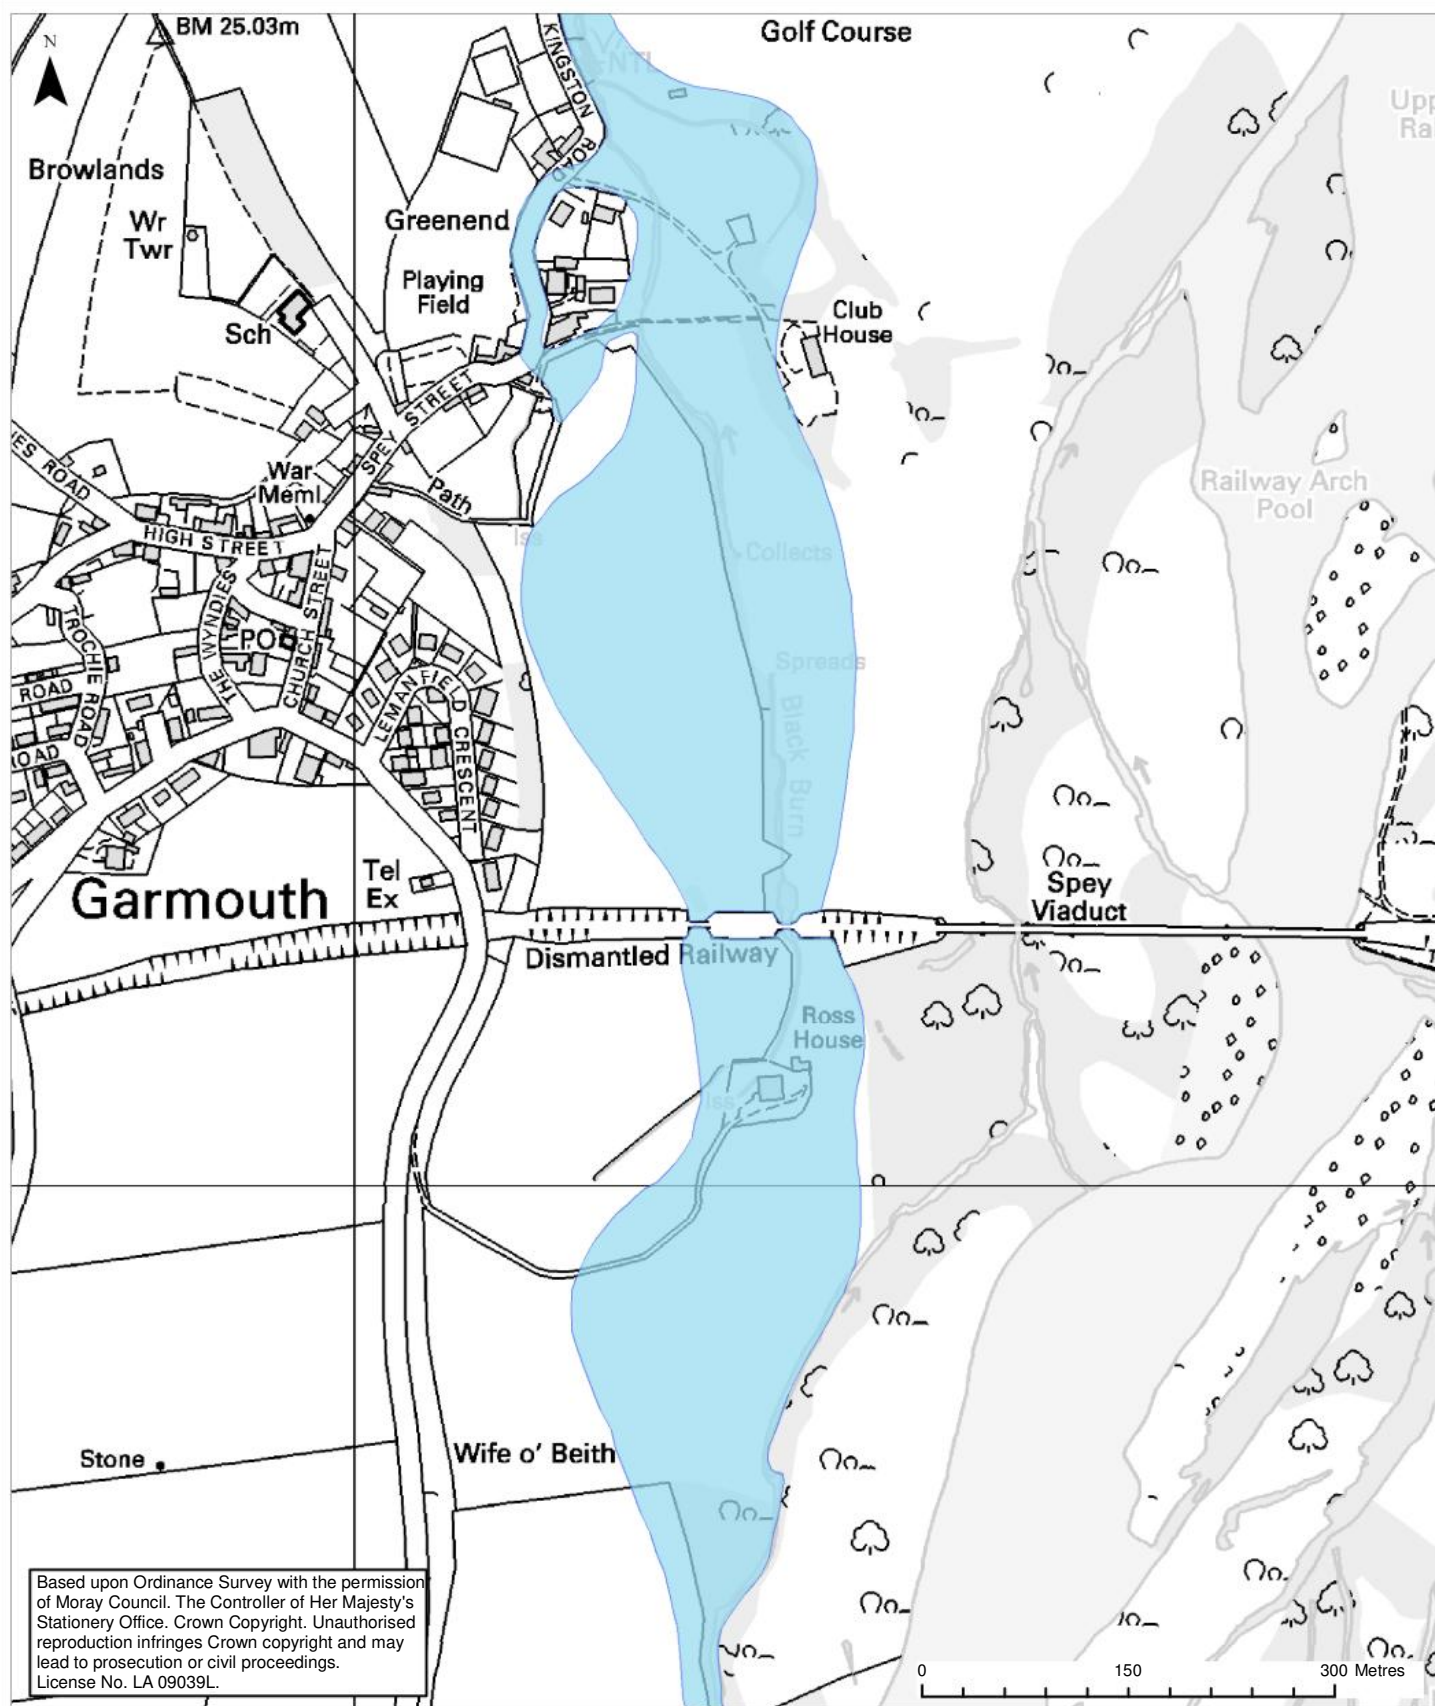 BM 25.03m
Golf Course
N
KINGSTON
ROAD
NTL
Browlands
Wr
Twr
Greenend
Playing
Field
Sch
Club
House
SPEY STREET
War
Meml
Path
ES ROAD
HIGH STREET
Railway Arch
Pool
Iss
Collects
THE WYNDIES
CHURCH STREET
PO
TROCHIE ROAD
ROAD
LEMANFIELD CRESCENT
Spreads
Black Burn
OAD
Tel
Ex
Garmouth
Spey
Viaduct
Dismantled Railway
Ross
House
Iss
Stone
Wife o' Beith
Based upon Ordinance Survey with the permission
of Moray Council. The Controller of Her Majesty's
Stationery Office. Crown Copyright. Unauthorised
reproduction infringes Crown copyright and may
lead to prosecution or civil proceedings.
License No. LA 09039L.
0 150 300 Metres